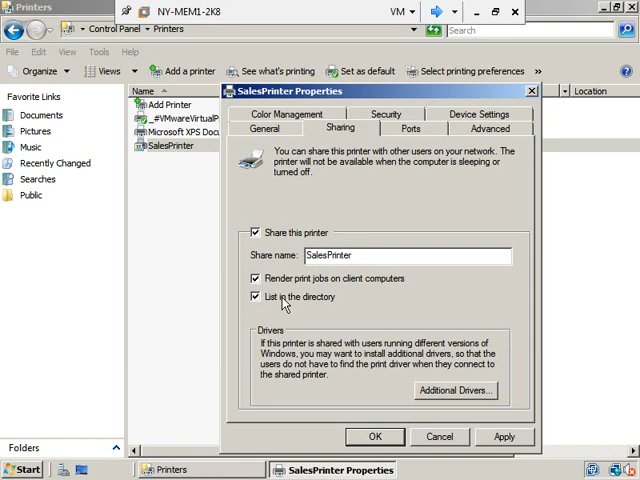 Printers
NY-MEM1-2K8
VM
Control Panel
Printers
Search
File
Edit
View
Tools
Help
Organize
Views
Add a printer
See what's printing
Set as default
Select printing preferences
»
Favorite Links
Documents
Pictures
Music
Recently Changed
Searches
Public
Folders
Name
Location
Add Printer
_#VMwareVirtualP
Microsoft XPS Docu
SalesPrinter
SalesPrinter Properties
Color Management
Security
Device Settings
General
Sharing
Ports
Advanced
You can share this printer with other users on your network. The
printer will not be available when the computer is sleeping or
turned off.
Share this printer
Share name:
SalesPrinter
Render print jobs on client computers
List in the directory
Drivers
If this printer is shared with users running different versions of
Windows, you may want to install additional drivers, so that the
users do not have to find the print driver when they connect to
the shared printer.
Additional Drivers...
OK
Cancel
Apply
Start
Printers
SalesPrinter Properties